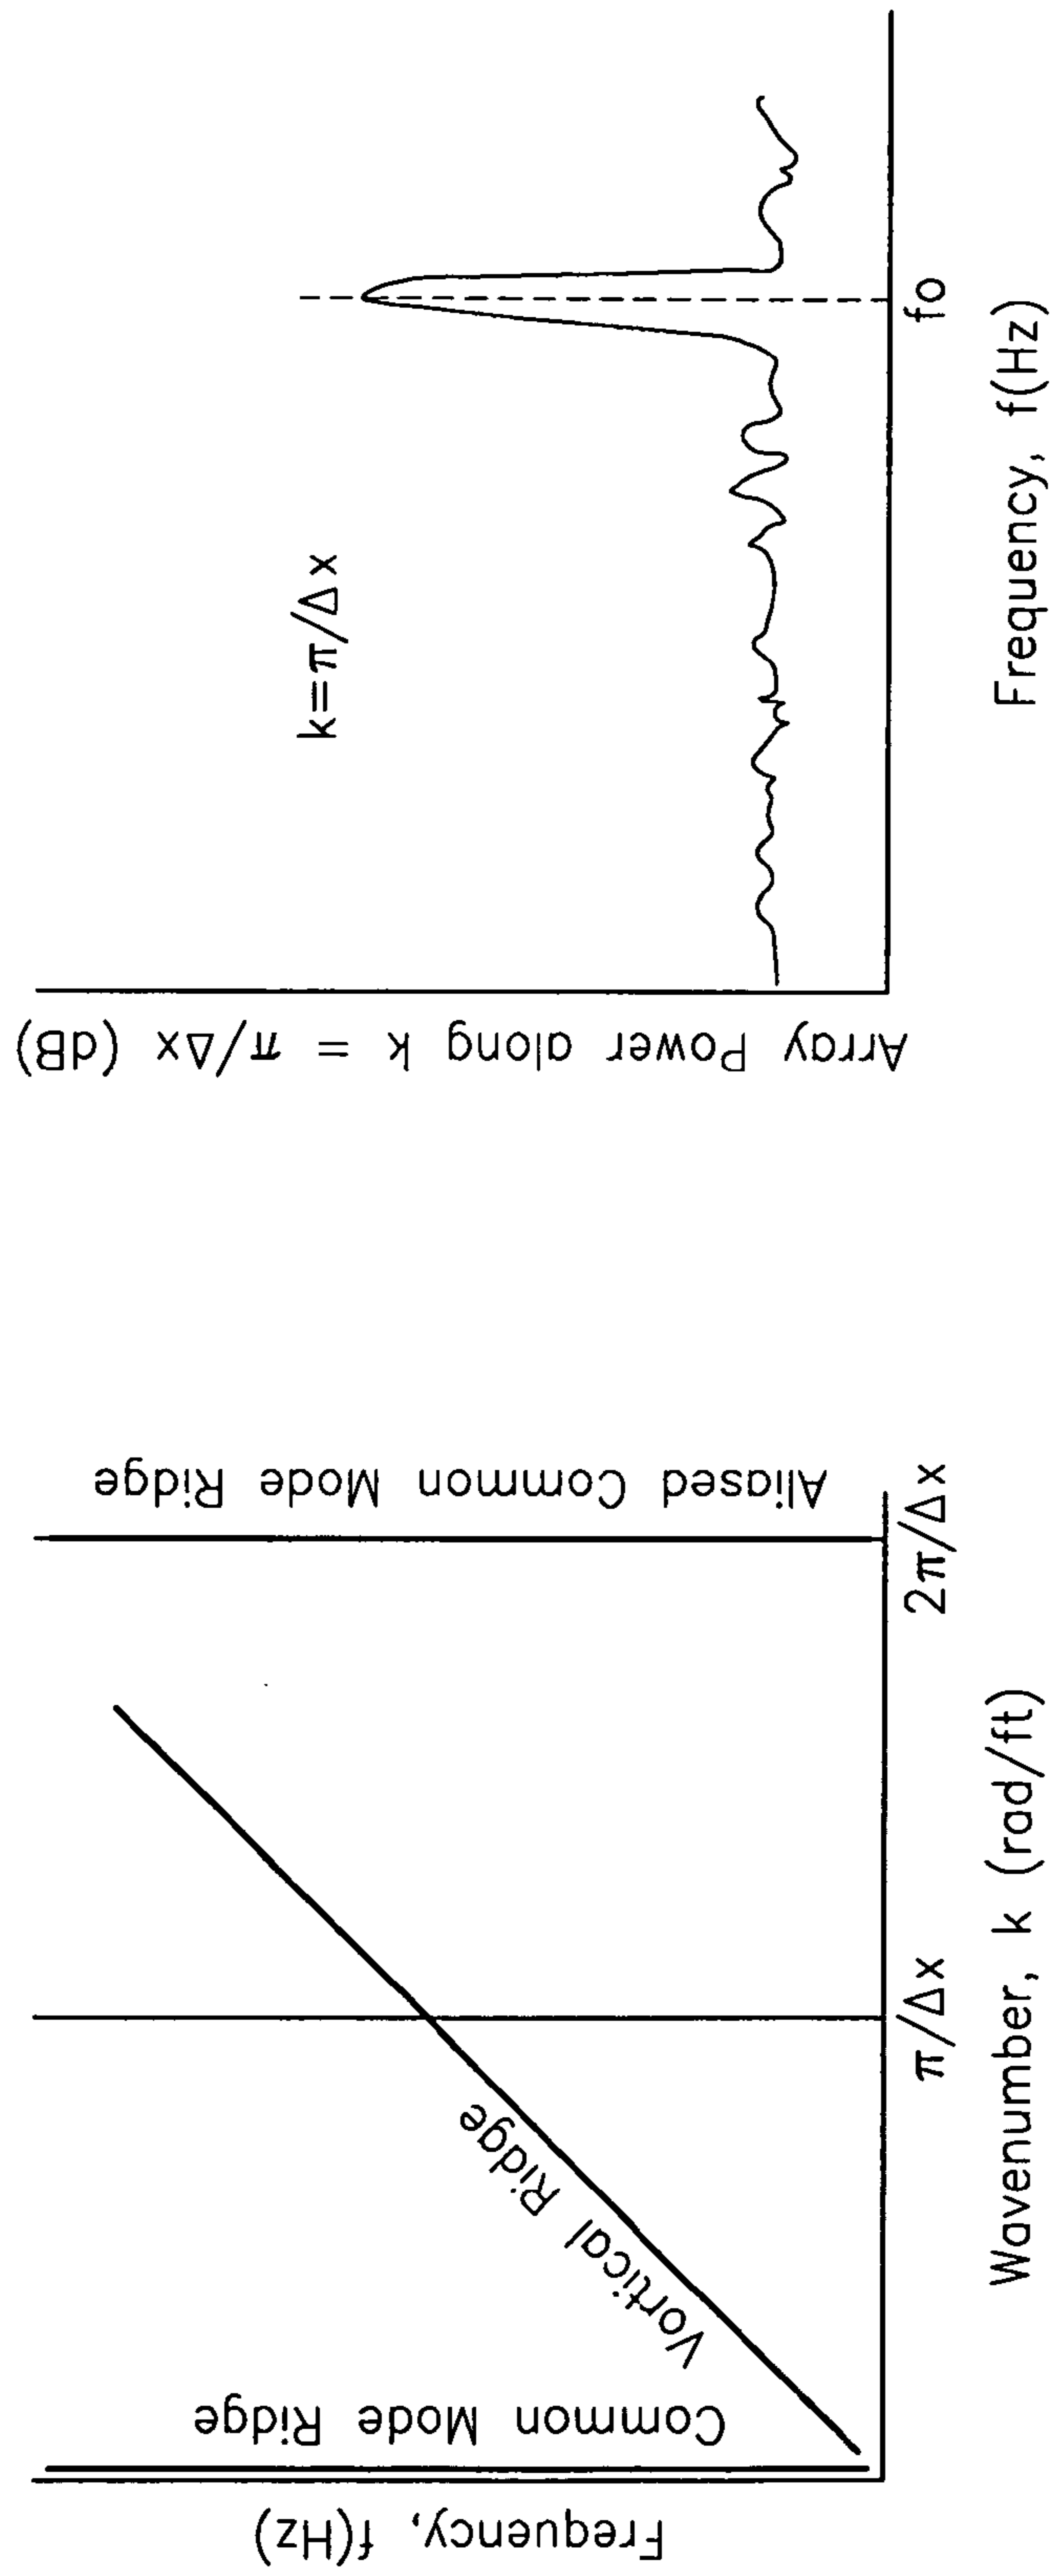 Frequency, f(Hz)
Common Mode Ridge
Vortical Ridge
Aliased Common Mode Ridge
π/Δx
2π/Δx
Wavenumber, k (rad/ft)
Array Power along k = π/Δx (dB)
k=π/Δx
fo
Frequency, f(Hz)